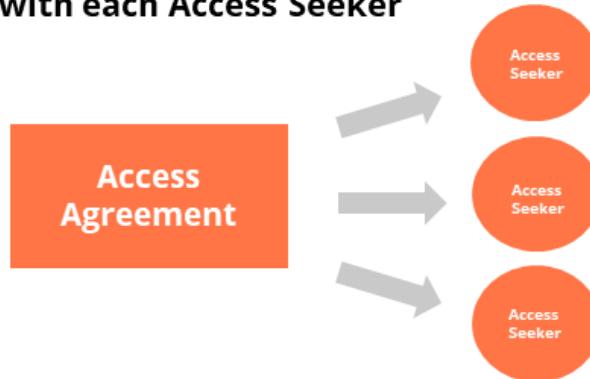 with each Access Seeker
Access
Seeker
Access
Agreement
Access
Seeker
Access
Seeker